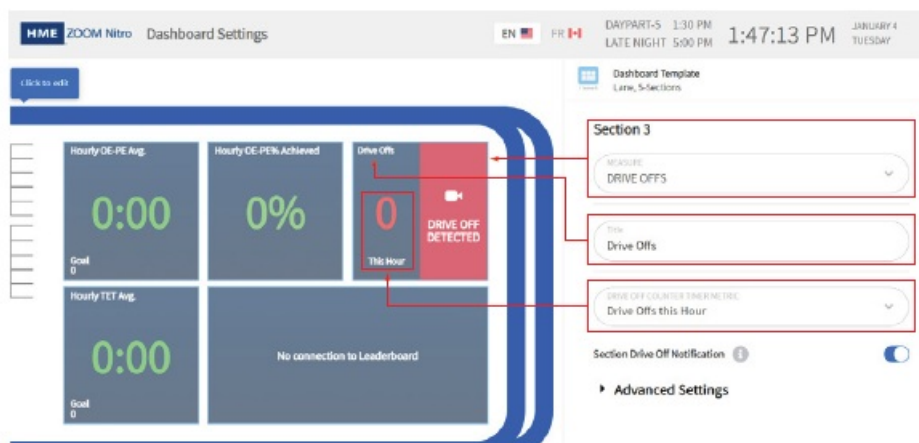 HME ZOOM Nitro Dashboard Settings
EN FR
DAYPART-5 1:30 PM
LATE NIGHT 5:00 PM
1:47:13 PM
JANUARY 4
TUESDAY
Click to edit
Dashboard Template
Lane, 5-Sections
Hourly OE-PE Avg.
0:00
Goal
0
Hourly OE-PE% Achieved
0%
Drive Offs
0
This Hour
DRIVE OFF
DETECTED
Hourly TET Avg.
0:00
Goal
0
No connection to Leaderboard
Section 3
MEASURE
DRIVE OFFS
Title
Drive Offs
DRIVE OFF COUNTER TIMER METRIC
Drive Offs this Hour
Section Drive Off Notification
Advanced Settings